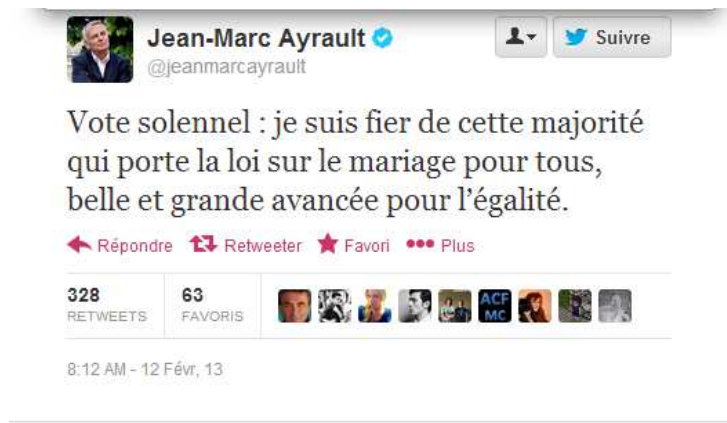 Jean-Marc Ayrault
@jeanmarcayrault
Suivre
Vote solennel : je suis fier de cette majorité
qui porte la loi sur le mariage pour tous,
belle et grande avancée pour l’égalité.
Répondre Retweeter Favori Plus
328 63
RETWEETS FAVORIS
ACF
MC
8:12 AM - 12 Févr, 13